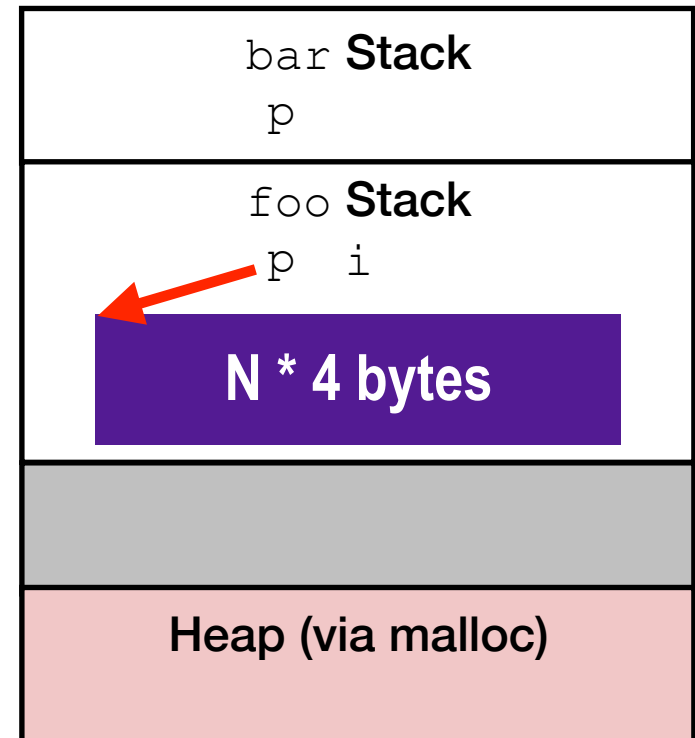 bar Stack
p
foo Stack
p i
N * 4 bytes
Heap (via malloc)